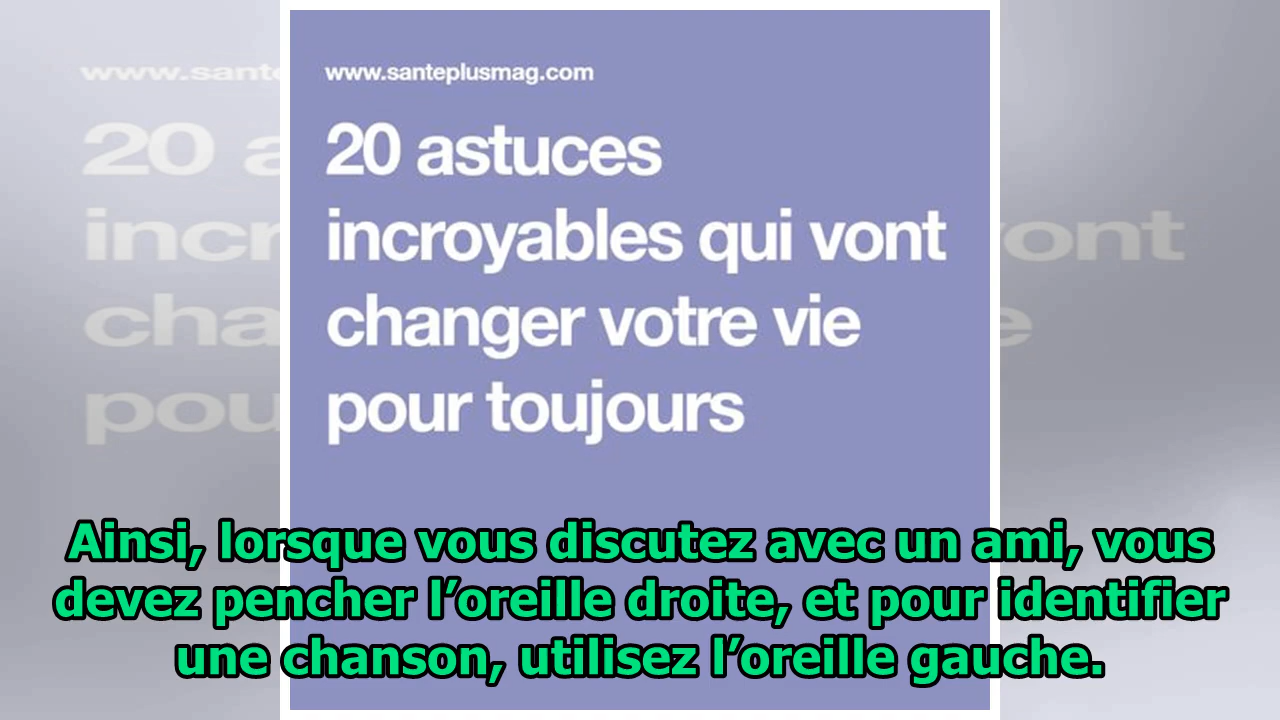 www.santeplusmag.com
20 astuces
incroyables qui vont
changer votre vie
pour toujours
Ainsi, lorsque vous discutez avec un ami, vous
devez pencher l’oreille droite, et pour identifier
une chanson, utilisez l’oreille gauche.